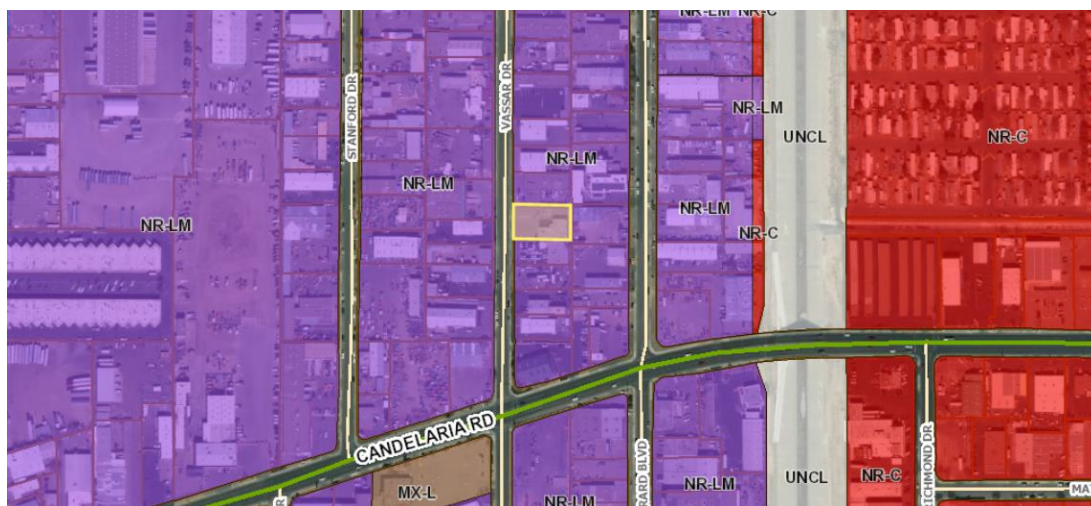 NR-LM NR-C
STANFORD DR
VASSAR DR
NR-LM
UNCL
NR-C
NR-LM
NR-LM
NR-LM
NR-LM
NR-C
CANDELARIA RD
MX-L
NR-LM
RARD BLVD
NR-LM
UNCL
NR-C
RICHMOND DR
MA
R